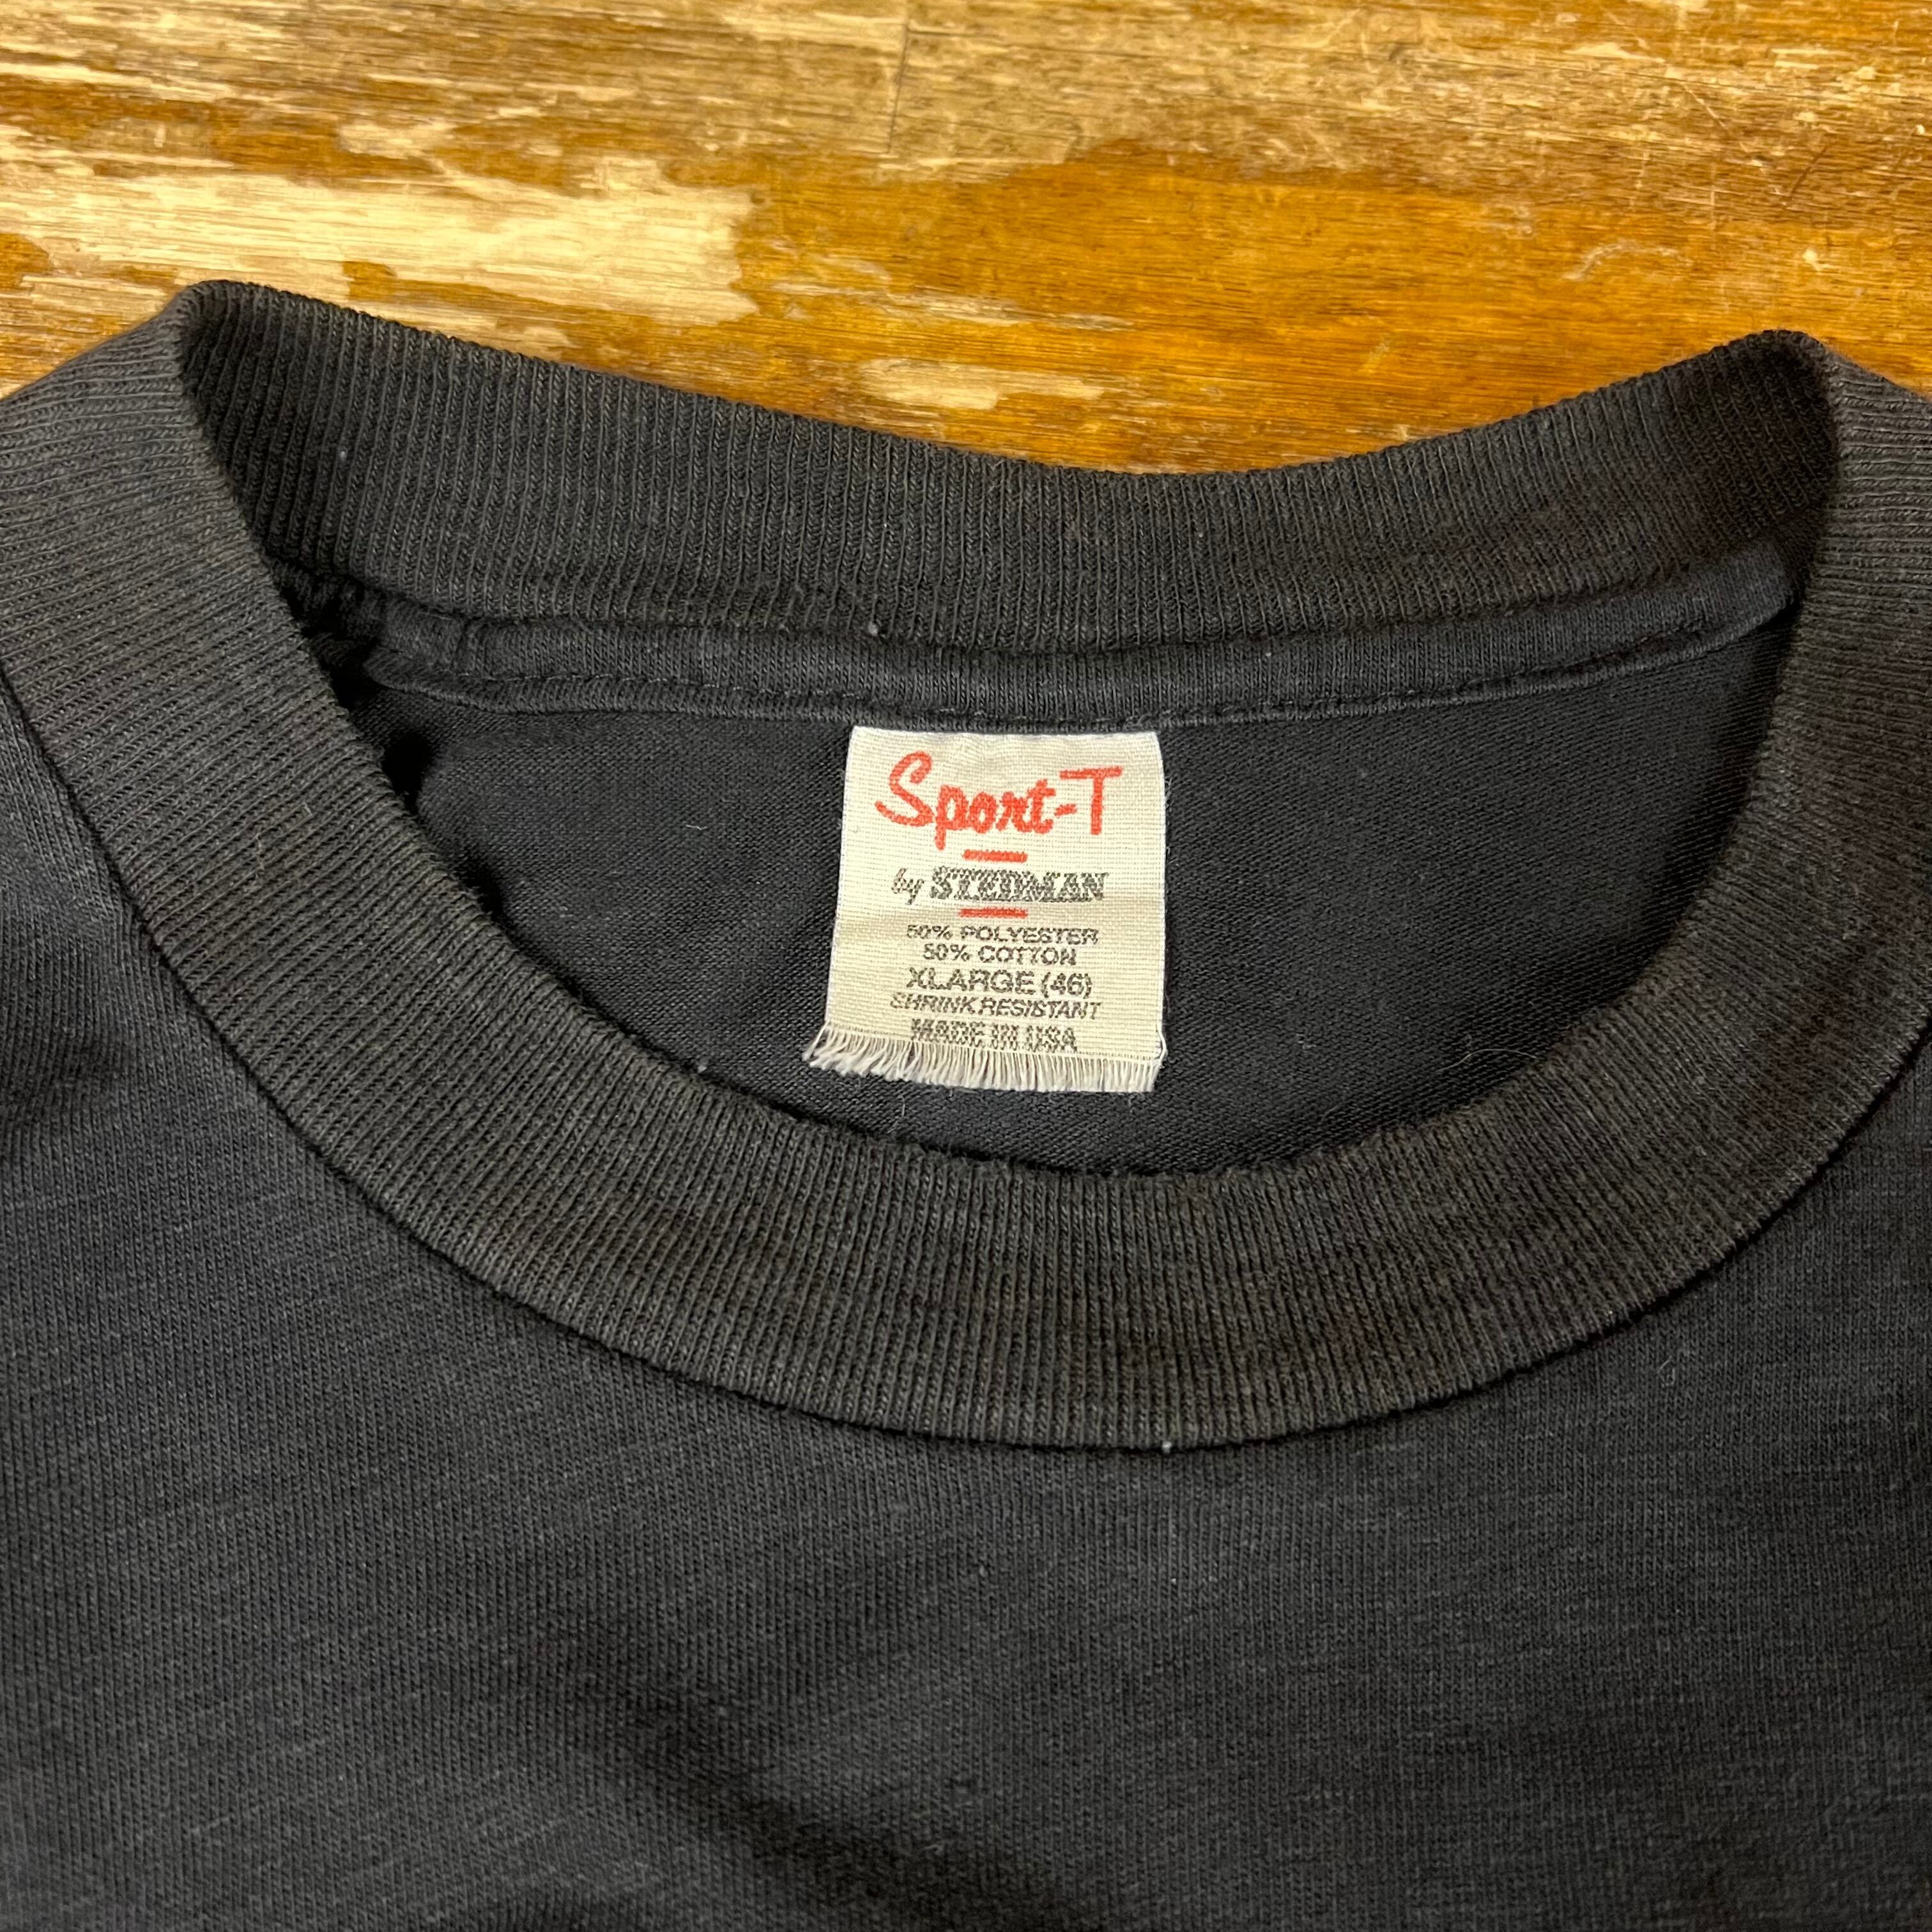 Sport-T
by STEDMAN
50% POLYESTER
50% COTTON
XLARGE (46)
SHRINK RESISTANT
MADE IN USA